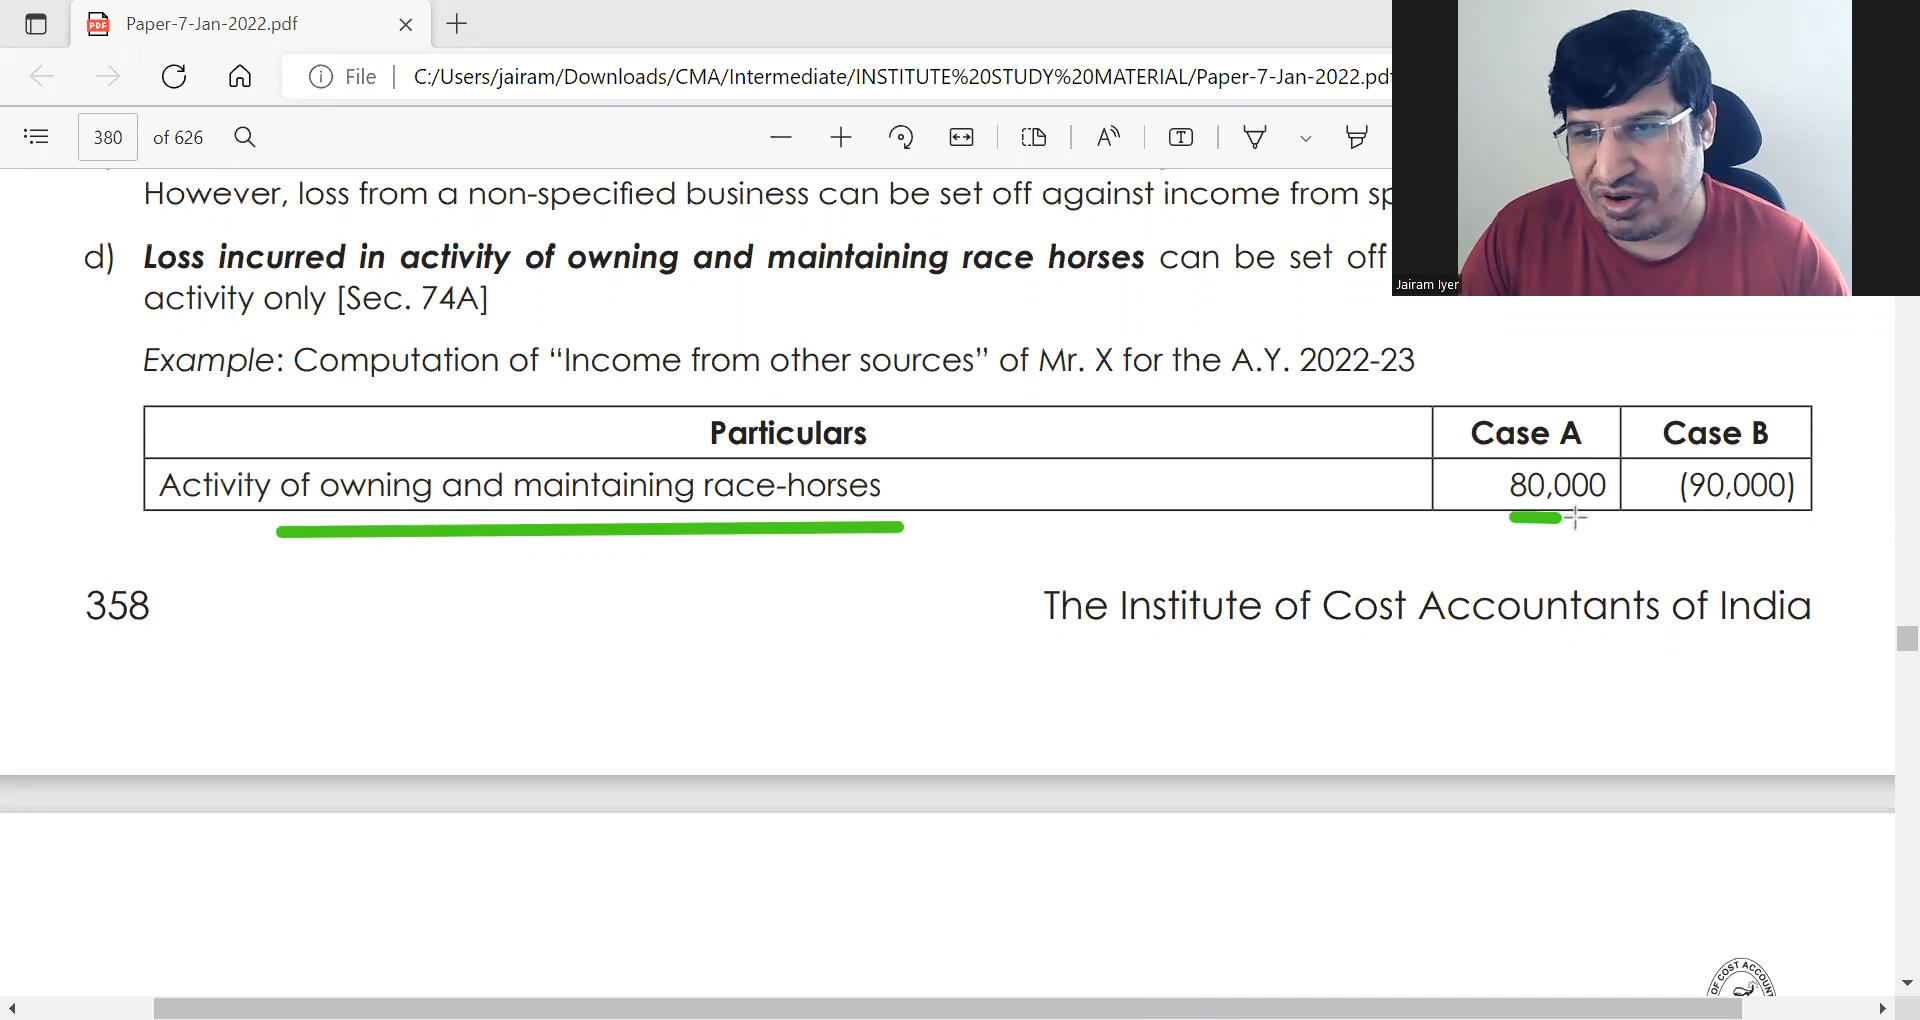 Paper-7-Jan-2022.pdf
File
C:/Users/jairam/Downloads/CMA/Intermediate/INSTITUTE%20STUDY%20MATERIAL/Paper-7-Jan-2022.pdf
380 of 626
However, loss from a non-specified business can be set off against income from sp
Jairam Iyer
d) Loss incurred in activity of owning and maintaining race horses can be set off
activity only [Sec. 74A]
Example: Computation of “Income from other sources” of Mr. X for the A.Y. 2022-23
Particulars Case A Case B
Activity of owning and maintaining race-horses 80,000 (90,000)
358 The Institute of Cost Accountants of India
OF COST ACCOUNT